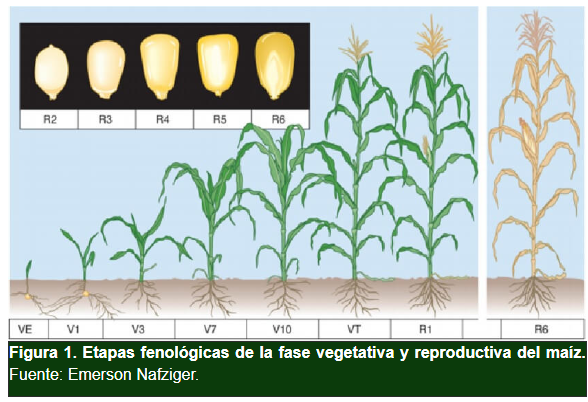 R2 R3 R4 R5 R6
VE V1 V3 V7 V10 VT R1 R6
Figura 1. Etapas fenológicas de la fase vegetativa y reproductiva del maíz.
Fuente: Emerson Nafziger.